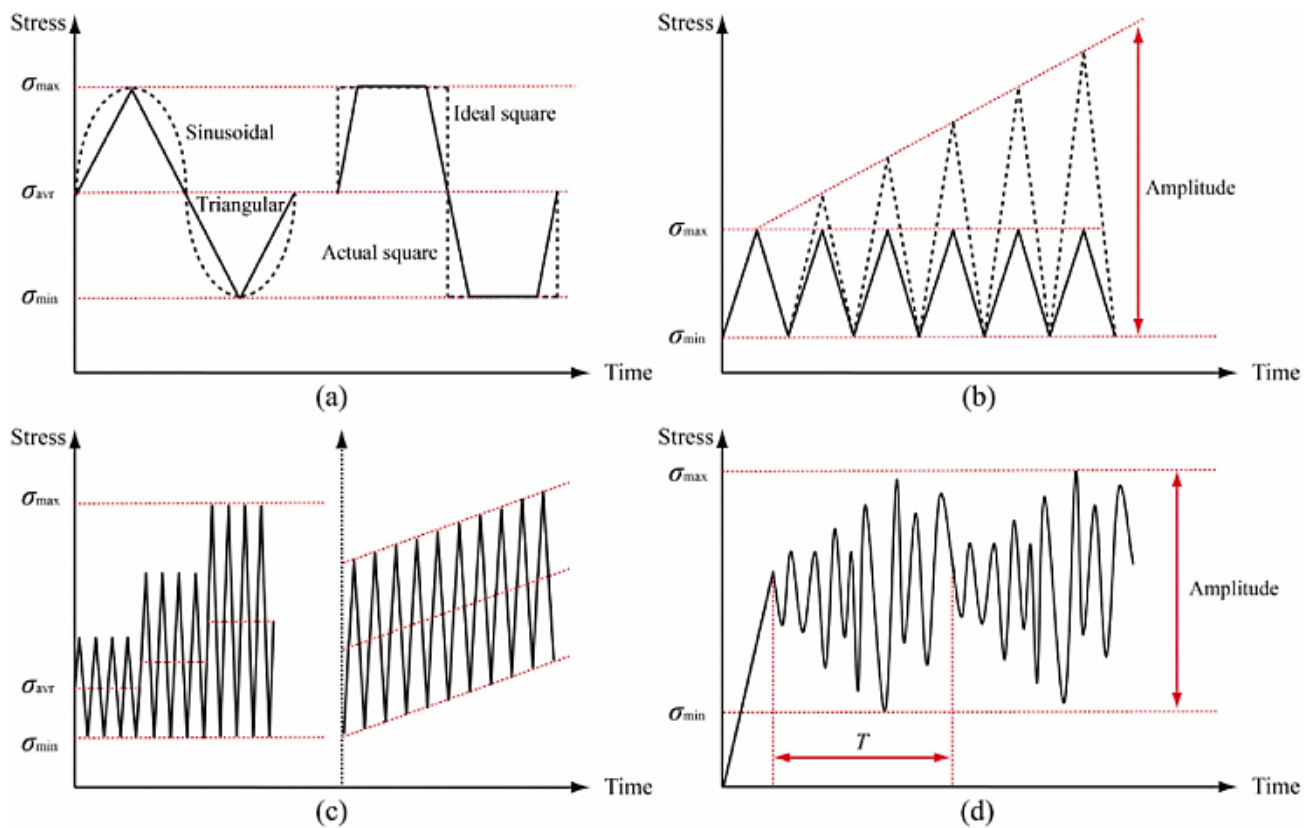 Stress
σmax
Sinusoidal
Ideal square
σavr
Triangular
Actual square
σmin
Time
(a)
Stress
Amplitude
σmax
σmin
Time
(b)
Stress
σmax
σavr
σmin
Time
(c)
Stress
σmax
Amplitude
σmin
T
Time
(d)